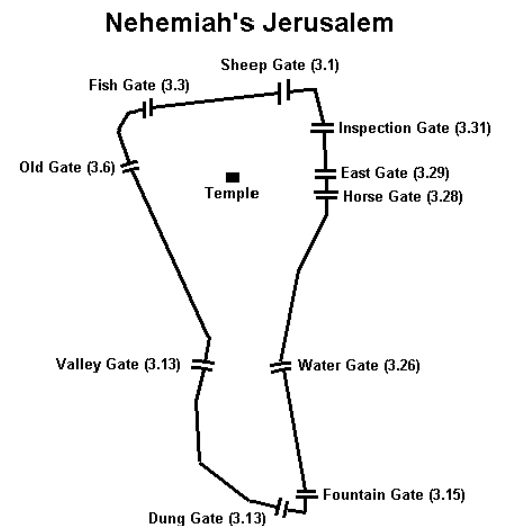 Nehemiah's Jerusalem
Sheep Gate (3.1)
Fish Gate (3.3)
Inspection Gate (3.31)
Old Gate (3.6)
East Gate (3.29)
Temple
Horse Gate (3.28)
Valley Gate (3.13)
Water Gate (3.26)
Fountain Gate (3.15)
Dung Gate (3.13)